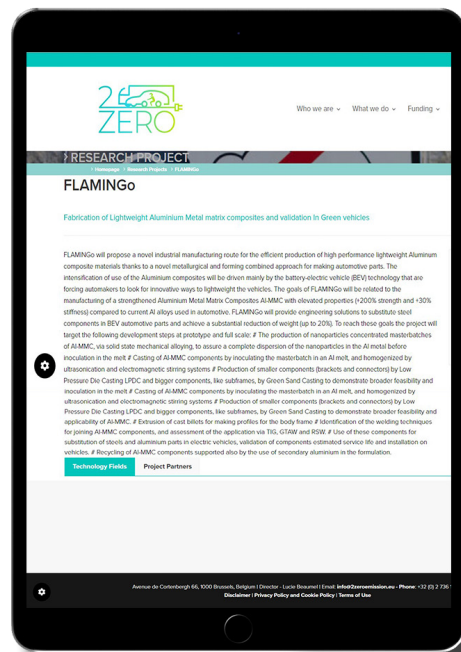 2
ZERO
Who we are
What we do
Funding
RESEARCH PROJECT
Homepage
Research Projects
FLAMINGo
FLAMINGo
Fabrication of Lightweight Aluminium Metal matrix composites and validation In Green vehicles
FLAMINGo will propose a novel industrial manufacturing route for the efficient production of high performance lightweight Aluminum
composite materials thanks to a novel metallurgical and forming combined approach for making automotive parts. The
intensification of use of the Aluminium composites will be driven mainly by the battery-electric vehicle (BEV) technology that are
forcing automakers to look for innovative ways to lightweight the vehicles. The goals of FLAMINGo will be related to the
manufacturing of a strengthened Aluminium Metal Matrix Composites Al-MMC with elevated properties (+200% strength and +30%
stiffness) compared to current Al alloys used in automotive. FLAMINGo will provide engineering solutions to substitute steel
components in BEV automotive parts and achieve a substantial reduction of weight (up to 20%). To reach these goals the project will
target the following development steps at prototype and full scale: # The production of nanoparticles concentrated masterbatches
of Al-MMC, via solid state mechanical alloying, to assure a complete dispersion of the nanoparticles in the Al metal before
inoculation in the melt # Casting of Al-MMC components by inoculating the masterbatch in an Al melt, and homogenized by
ultrasonication and electromagnetic stirring systems # Production of smaller components (brackets and connectors) by Low
Pressure Die Casting LPDC and bigger components, like subframes, by Green Sand Casting to demonstrate broader feasibility and
inoculation in the melt # Casting of Al-MMC components by inoculating the masterbatch in an Al melt, and homogenized by
ultrasonication and electromagnetic stirring systems # Production of smaller components (brackets and connectors) by Low
Pressure Die Casting LPDC and bigger components, like subframes, by Green Sand Casting to demonstrate broader feasibility and
applicability of Al-MMC. # Extrusion of cast billets for making profiles for the body frame # Identification of the welding techniques
for joining Al-MMC components, and assessment of the application via TIG, GTAW and RSW. # Use of these components for
substitution of steels and aluminium parts in electric vehicles, validation of components estimated service life and installation on
vehicles. # Recycling of Al-MMC components supported also by the use of secondary aluminium in the formulation.
Technology Fields
Project Partners
Avenue de Cortenbergh 66, 1000 Brussels, Belgium | Director - Lucie Beaumel | Email: info@2zeroemission.eu - Phone: +32 (0) 2 736
Disclaimer | Privacy Policy and Cookie Policy | Terms of Use